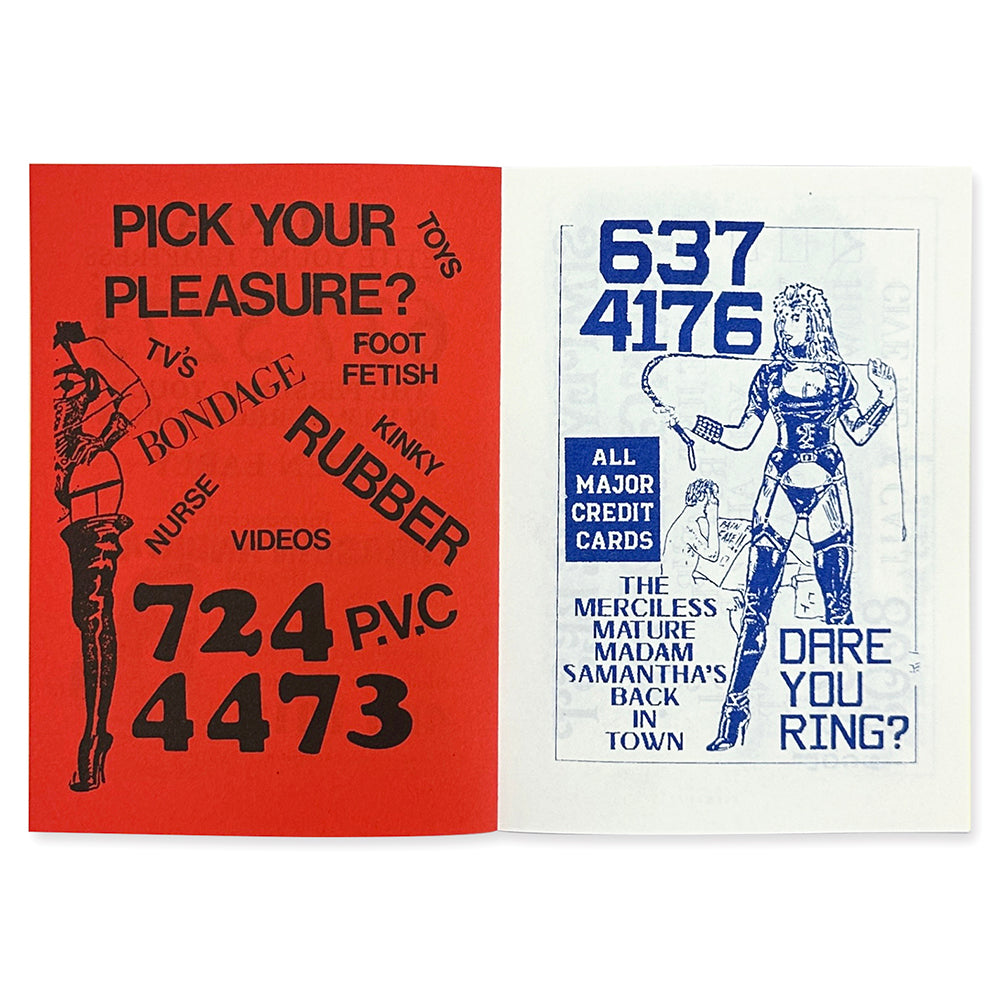 PICK YOUR
PLEASURE?
TOYS
TV'S
BONDAGE
FOOT
FETISH
KINKY
RUBBER
NURSE
VIDEOS
724
P.V.C
4473
637
4176
ALL
MAJOR
CREDIT
CARDS
PAIN
THE
MERCILESS
MATURE
MADAM
SAMANTHA'S
BACK
IN
TOWN
DARE
YOU
RING?